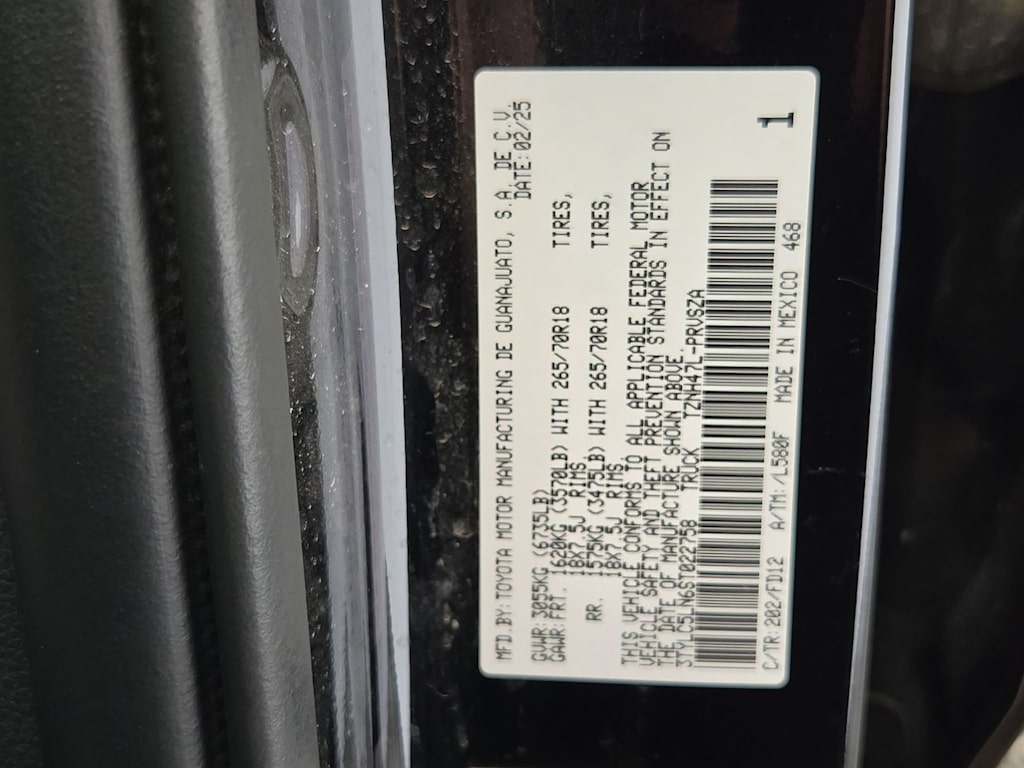 MFD.BY:TOYOTA MOTOR MANUFACTURING DE GUANAJUATO, S.A. DE C.V.
DATE:02/25
GVWR: 3055KG (6735LB)
GAWR:FRT. 1620KG (3570LB) WITH 265/70R18 TIRES,
18X7.5J RIMS
RR. 1575KG (3475LB) WITH 265/70R18 TIRES,
18X7.5J RIMS
THIS VEHICLE CONFORMS TO ALL APPLICABLE FEDERAL MOTOR
VEHICLE SAFETY AND THEFT PREVENTION STANDARDS IN EFFECT ON
THE DATE OF MANUFACTURE SHOWN ABOVE.
3TYLC5LN6ST022758 TRUCK TZNA47L-PRVSZA
C/TR:202/FD12 A/TM:/L580F MADE IN MEXICO 468
1